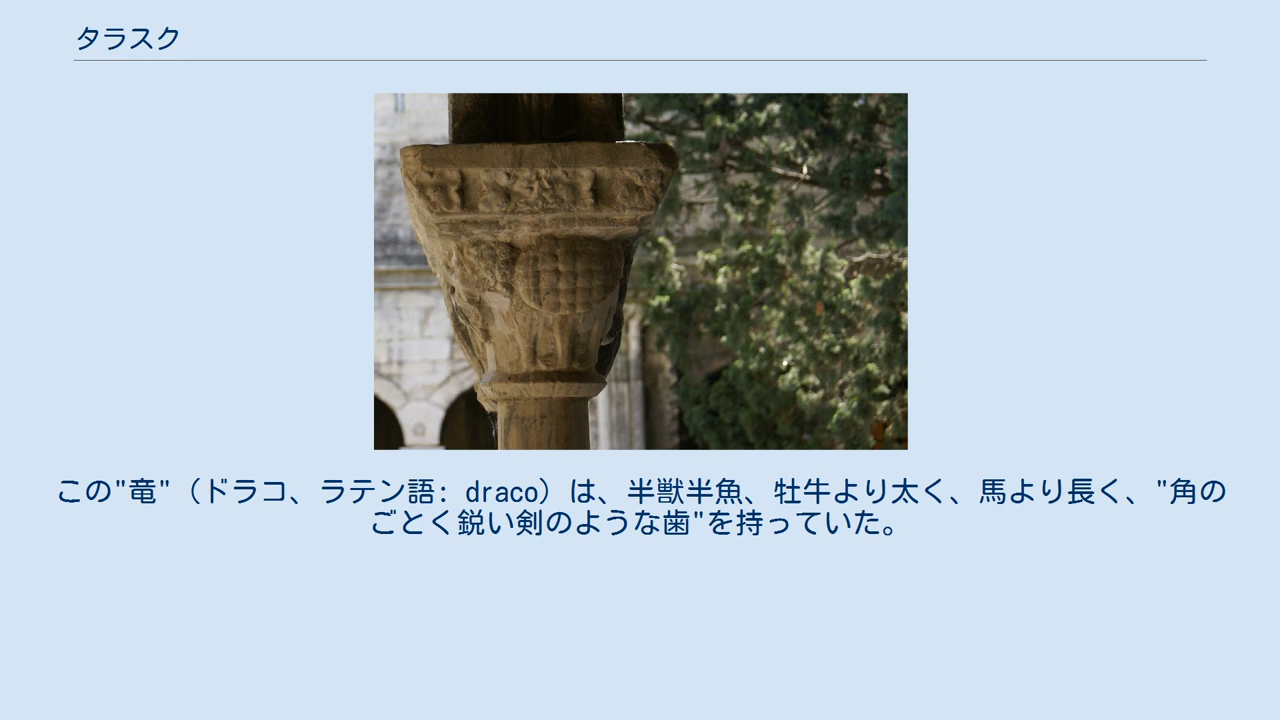 タラスク
この"竜"（ドラコ、ラテン語: draco）は、半獣半魚、牡牛より太く、馬より長く、"角の
ごとく鋭い剣のような歯"を持っていた。